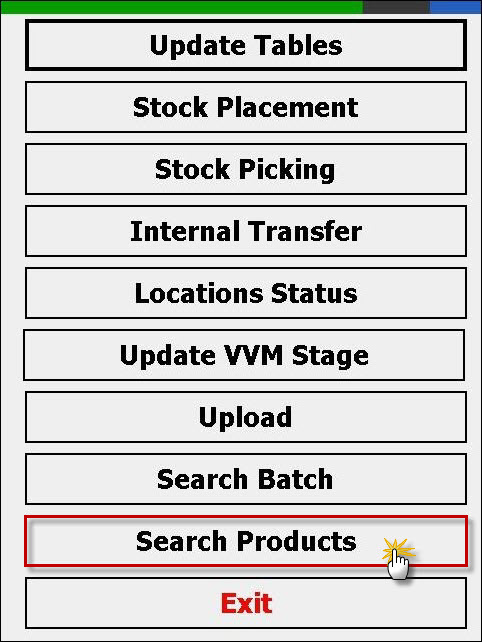 Update Tables
Stock Placement
Stock Picking
Internal Transfer
Locations Status
Update VVM Stage
Upload
Search Batch
Search Products
Exit